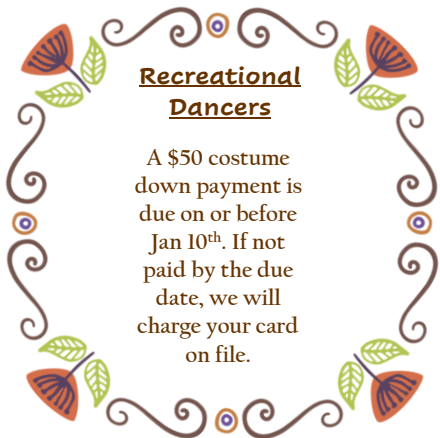 Recreational
Dancers
A $50 costume
down payment is
due on or before
Jan 10th. If not
paid by the due
date, we will
charge your card
on file.